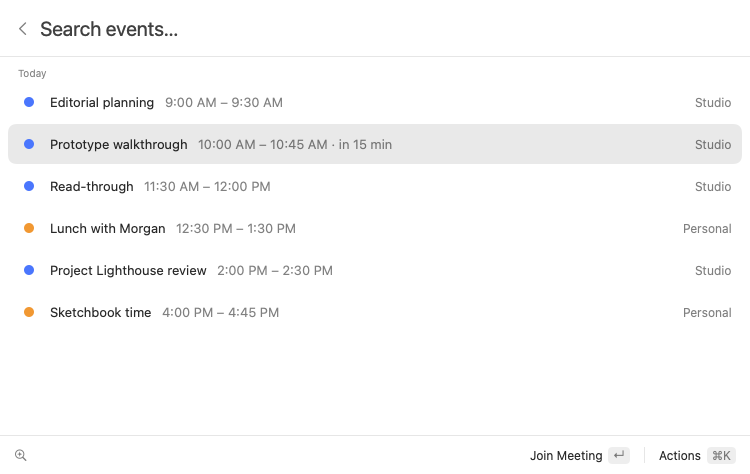 Search events...
Today
Editorial planning 9:00 AM – 9:30 AM Studio
Prototype walkthrough 10:00 AM – 10:45 AM · in 15 min Studio
Read-through 11:30 AM – 12:00 PM Studio
Lunch with Morgan 12:30 PM – 1:30 PM Personal
Project Lighthouse review 2:00 PM – 2:30 PM Studio
Sketchbook time 4:00 PM – 4:45 PM Personal
Join Meeting ↵ Actions ⌘K